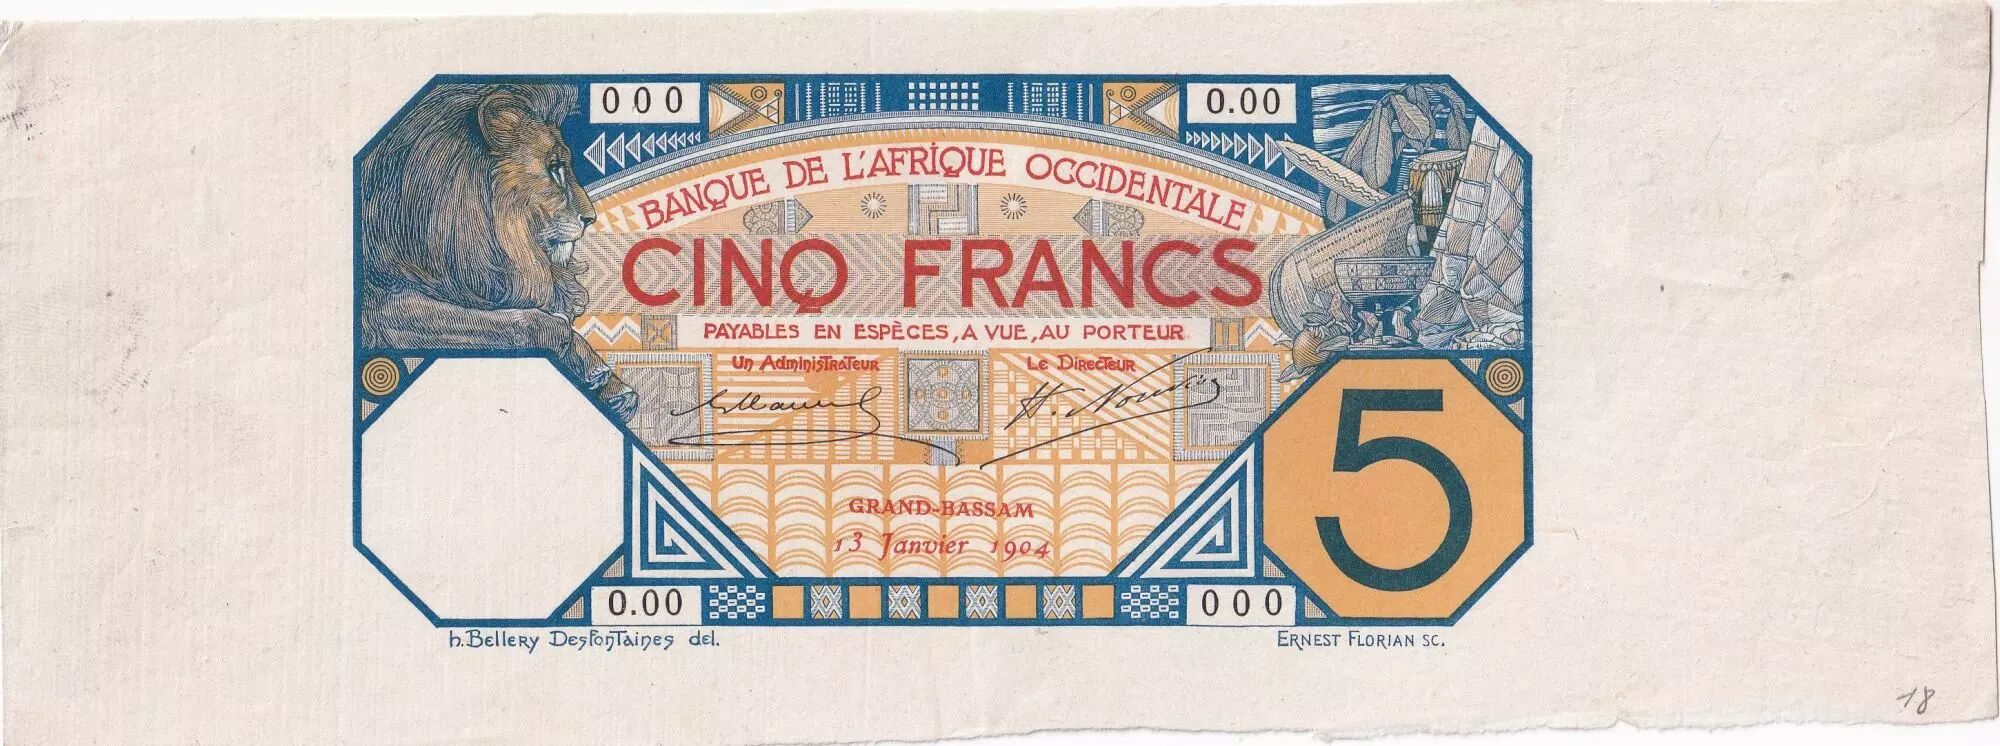 000
0.00
BANQUE DE L'AFRIQUE OCCIDENTALE
CINQ FRANCS
PAYABLES EN ESPÈCES, A VUE, AU PORTEUR
Un Administrateur
Le Directeur
5
GRAND-BASSAM
13 Janvier 1904
0.00
000
h. Bellery Desfontaines del.
ERNEST FLORIAN SC.
18